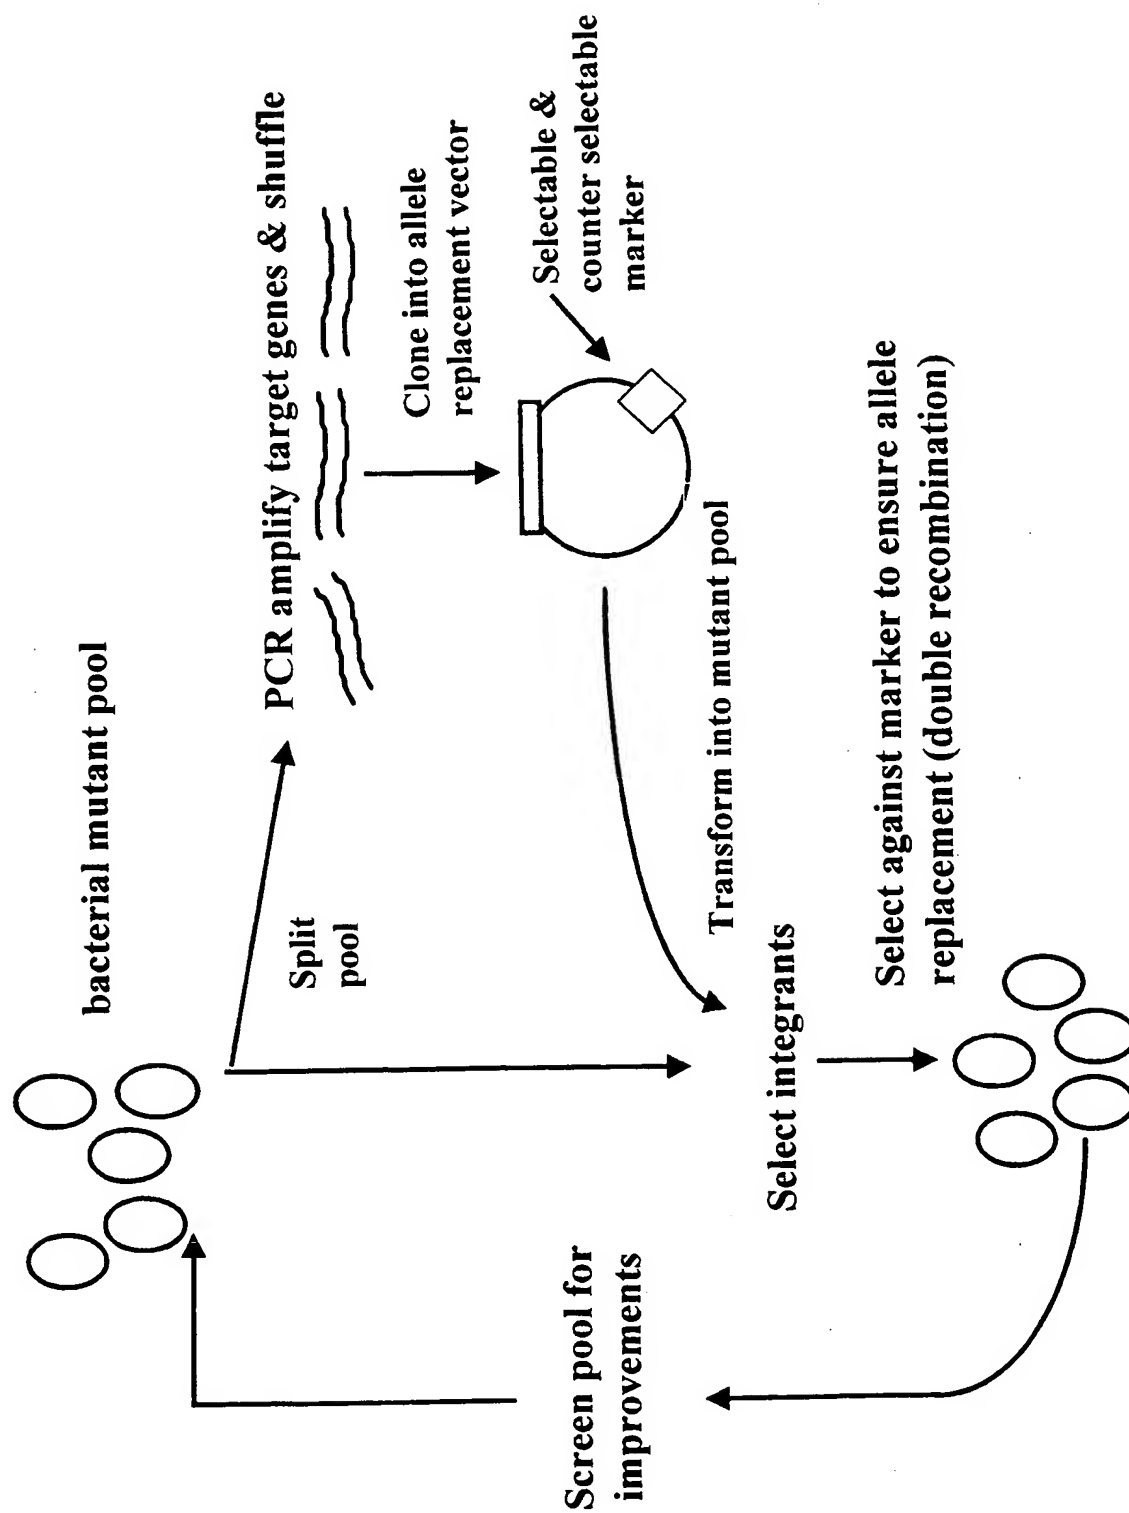 bacterial mutant pool
Split
pool
PCR amplify target genes & shuffle
Clone into allele
replacement vector
Selectable &
counter selectable
marker
Transform into mutant pool
Select integrants
Select against marker to ensure allele
replacement (double recombination)
Screen pool for
improvements